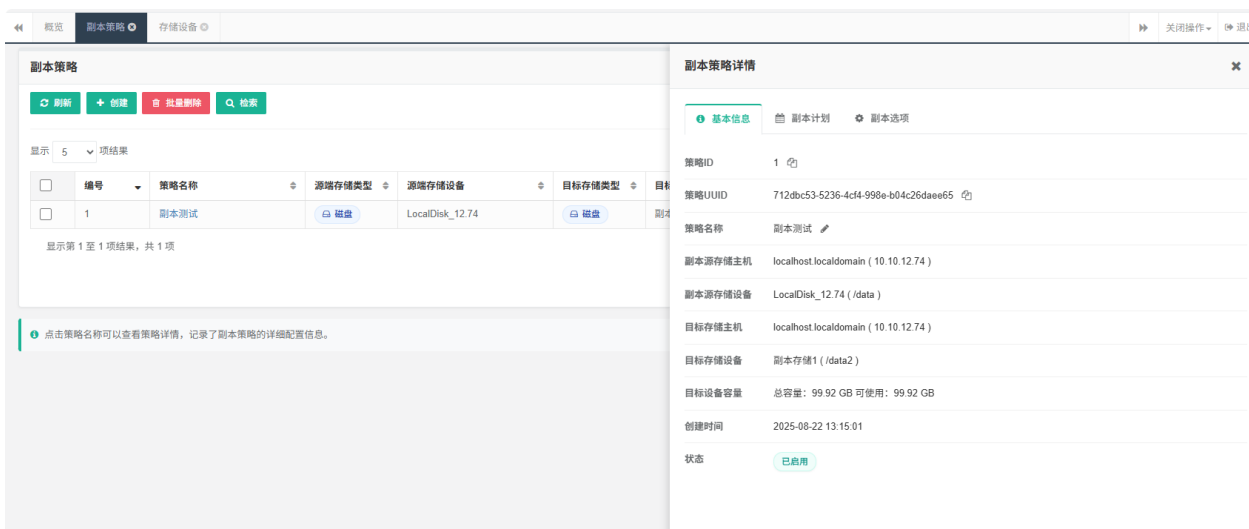 概览 副本策略 存储设备 关闭操作
副本策略
刷新 创建 批量删除 检索
显示 5 项结果
编号 策略名称 源端存储类型 源端存储设备 目标存储类型
1 副本测试 磁盘 LocalDisk_12.74 磁盘
显示第 1 至 1 项结果，共 1 项
点击策略名称可以查看策略详情，记录了副本策略的详细配置信息。
副本策略详情
基本信息 副本计划 副本选项
策略ID 1
策略UUID 712dbc53-5236-4cf4-998e-b04c26daee65
策略名称 副本测试
副本源存储主机 localhost.localdomain ( 10.10.12.74 )
副本源存储设备 LocalDisk_12.74 ( /data )
目标存储主机 localhost.localdomain ( 10.10.12.74 )
目标存储设备 副本存储1 ( /data2 )
目标设备容量 总容量：99.92 GB 可使用：99.92 GB
创建时间 2025-08-22 13:15:01
状态 已启用